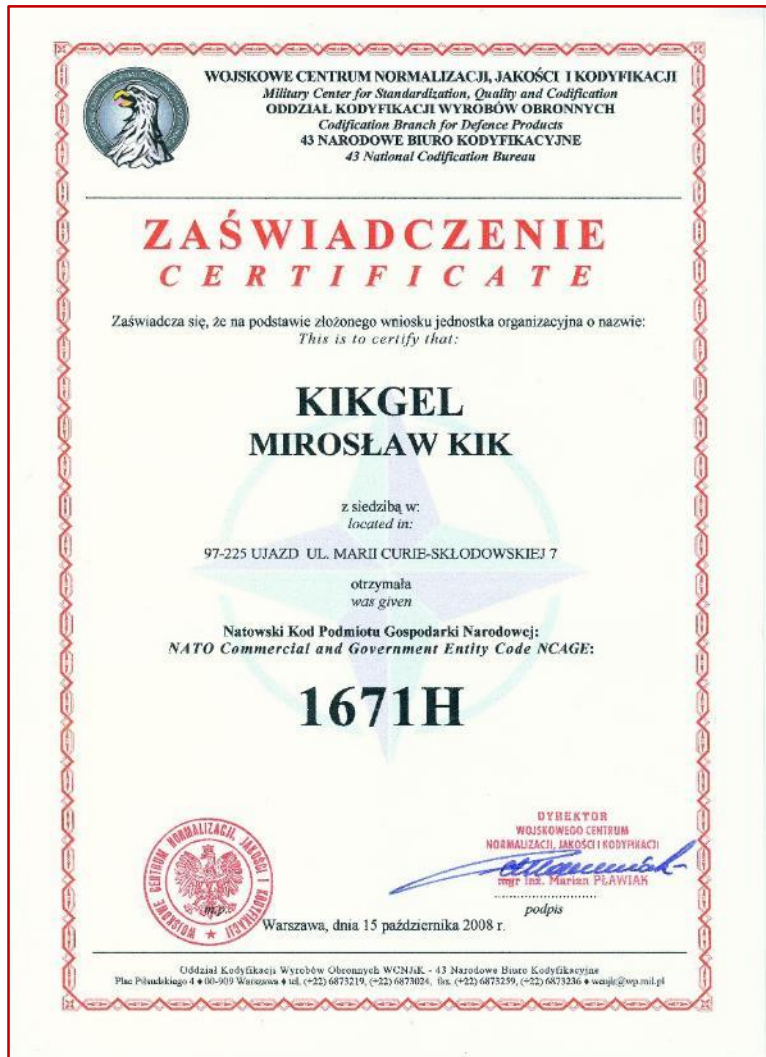 WOJSKOWE CENTRUM NORMALIZACJI, JAKOŚCI I KODYFIKACJI
Military Center for Standardization, Quality and Codification
ODDZIAŁ KODYFIKACJI WYROBÓW OBRONNYCH
Codification Branch for Defence Products
43 NARODOWE BIURO KODYFIKACYJNE
43 National Codification Bureau
ZAŚWIADCZENIE
CERTIFICATE
Zaświadcza się, że na podstawie złożonego wniosku jednostka organizacyjna o nazwie:
This is to certify that:
KIKGEL
MIROSŁAW KIK
z siedzibą w:
located in:
97-225 UJAZD UL. MARII CURIE-SKŁODOWSKIEJ 7
otrzymała
was given
Natowski Kod Podmiotu Gospodarki Narodowej:
NATO Commercial and Government Entity Code NCAGE:
1671H
DYREKTOR
WOJSKOWEGO CENTRUM
NORMALIZACJI, JAKOŚCI I KODYFIKACJI
mgr inż. Marian PŁAWIAK
podpis
WOJSKOWE CENTRUM NORMALIZACJI, JAKOŚCI I KODYFIKACJI
m.p.
Warszawa, dnia 15 października 2008 r.
Oddział Kodyfikacji Wyrobów Obronnych WCNJiK - 43 Narodowe Biuro Kodyfikacyjne
Plac Piłsudskiego 4 ♦ 00-909 Warszawa ♦ tel. (+22) 6873219, (+22) 6873024, fax. (+22) 6873259, (+22) 6873236 ♦ wcnjk@wp.mil.pl